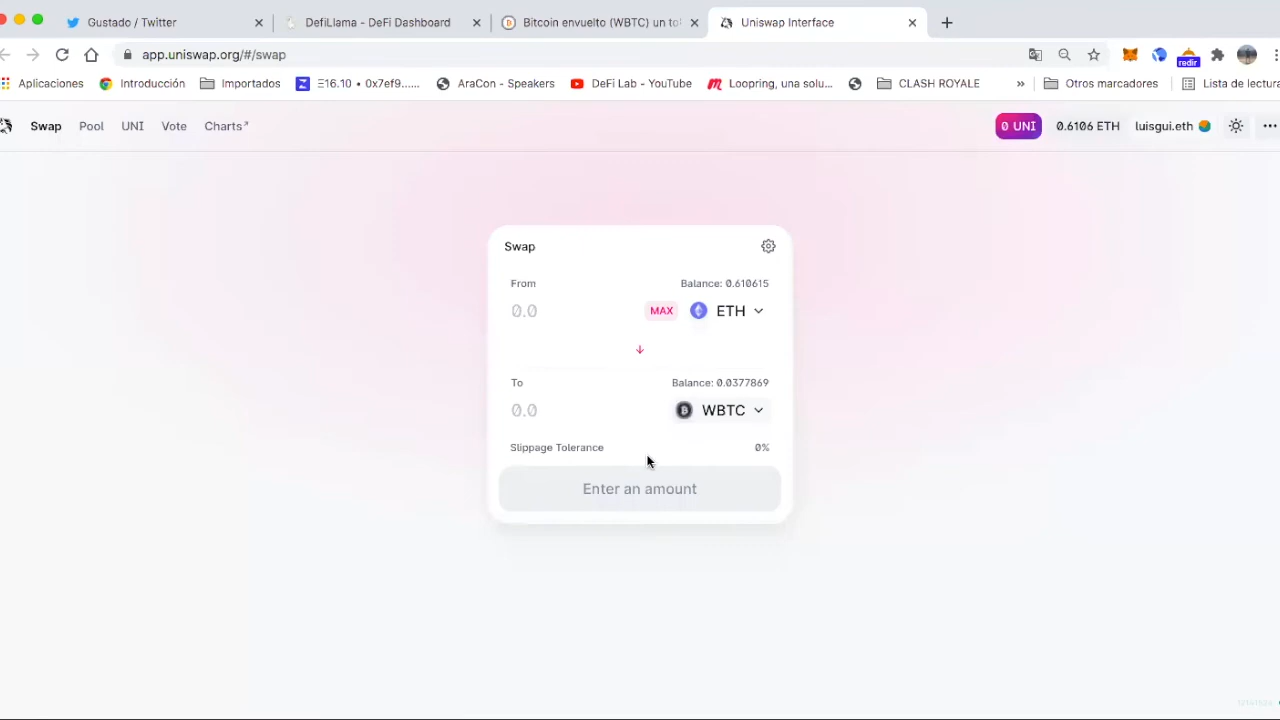 Gustado / Twitter
DefiLlama - DeFi Dashboard
Bitcoin envuelto (WBTC) un to
Uniswap Interface
app.uniswap.org/#/swap
redir
Aplicaciones
Introducción
Importados
Ξ16.10 • 0x7ef9......
AraCon - Speakers
DeFi Lab - YouTube
Loopring, una solu...
CLASH ROYALE
»
Otros marcadores
Lista de lectura
Swap
Pool
UNI
Vote
Charts
0 UNI
0.6106 ETH
luisgui.eth
Swap
From
Balance: 0.610615
0.0
MAX
ETH
To
Balance: 0.0377869
0.0
WBTC
Slippage Tolerance
0%
Enter an amount